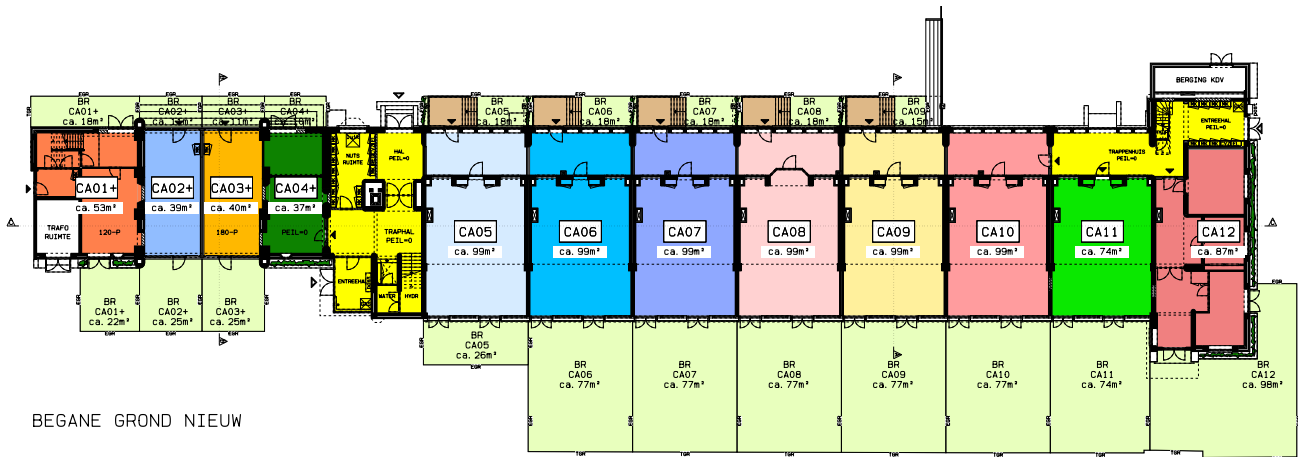 BERGING KDV
BR
CA01+
ca. 18m²
BR
CA02+
BR
CA03+
BR
CA04+
BR
CA05
ca. 18m²
BR
CA06
ca. 18m²
BR
CA07
ca. 18m²
BR
CA08
ca. 18m²
BR
CA09
ca. 15m²
ENTREEHAL
PEIL=0
NUTS
RUIMTE
HAL
PEIL=0
TRAPPENHUIS
PEIL=0
CA01+
ca. 53m²
CA02+
ca. 39m²
CA03+
ca. 40m²
CA04+
ca. 37m²
TRAFO
RUIMTE
120-P
180-P
PEIL=0
TRAPHAL
PEIL=0
CA05
ca. 99m²
CA06
ca. 99m²
CA07
ca. 99m²
CA08
ca. 99m²
CA09
ca. 99m²
CA10
ca. 99m²
CA11
ca. 74m²
CA12
ca. 87m²
ENTREEHAL
WATER
HYDR
BR
CA01+
ca. 22m²
BR
CA02+
ca. 25m²
BR
CA03+
ca. 25m²
BR
CA05
ca. 26m²
BR
CA06
ca. 77m²
BR
CA07
ca. 77m²
BR
CA08
ca. 77m²
BR
CA09
ca. 77m²
BR
CA10
ca. 77m²
BR
CA11
ca. 74m²
BR
CA12
ca. 98m²
BEGANE GROND NIEUW